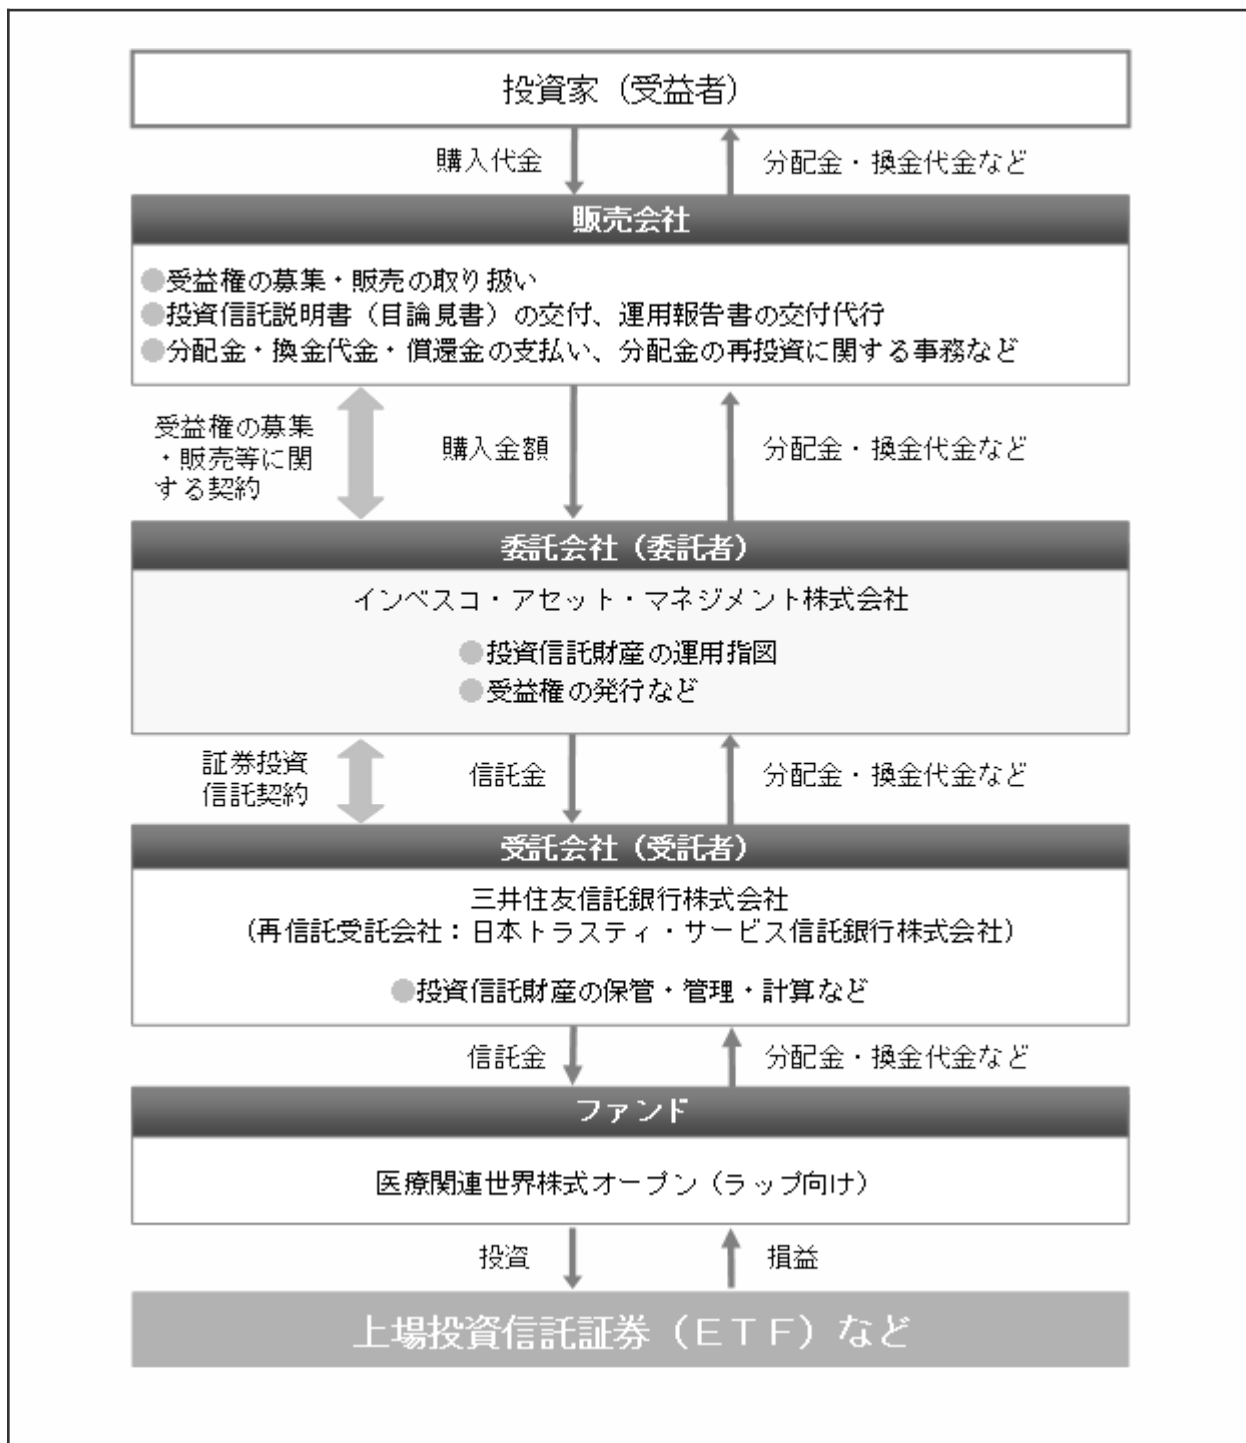 投資家（受益者）
購入代金
分配金・換金代金など
販売会社
●受益権の募集・販売の取り扱い
●投資信託説明書（目論見書）の交付、運用報告書の交付代行
●分配金・換金代金・償還金の支払い、分配金の再投資に関する事務など
受益権の募集
・販売等に関
する契約
購入金額
分配金・換金代金など
委託会社（委託者）
インベスコ・アセット・マネジメント株式会社
●投資信託財産の運用指図
●受益権の発行など
証券投資
信託契約
信託金
分配金・換金代金など
受託会社（受託者）
三井住友信託銀行株式会社
（再信託受託会社：日本トラスティ・サービス信託銀行株式会社）
●投資信託財産の保管・管理・計算など
信託金
分配金・換金代金など
ファンド
医療関連世界株式オープン（ラップ向け）
投資
損益
上場投資信託証券（ＥＴＦ）など